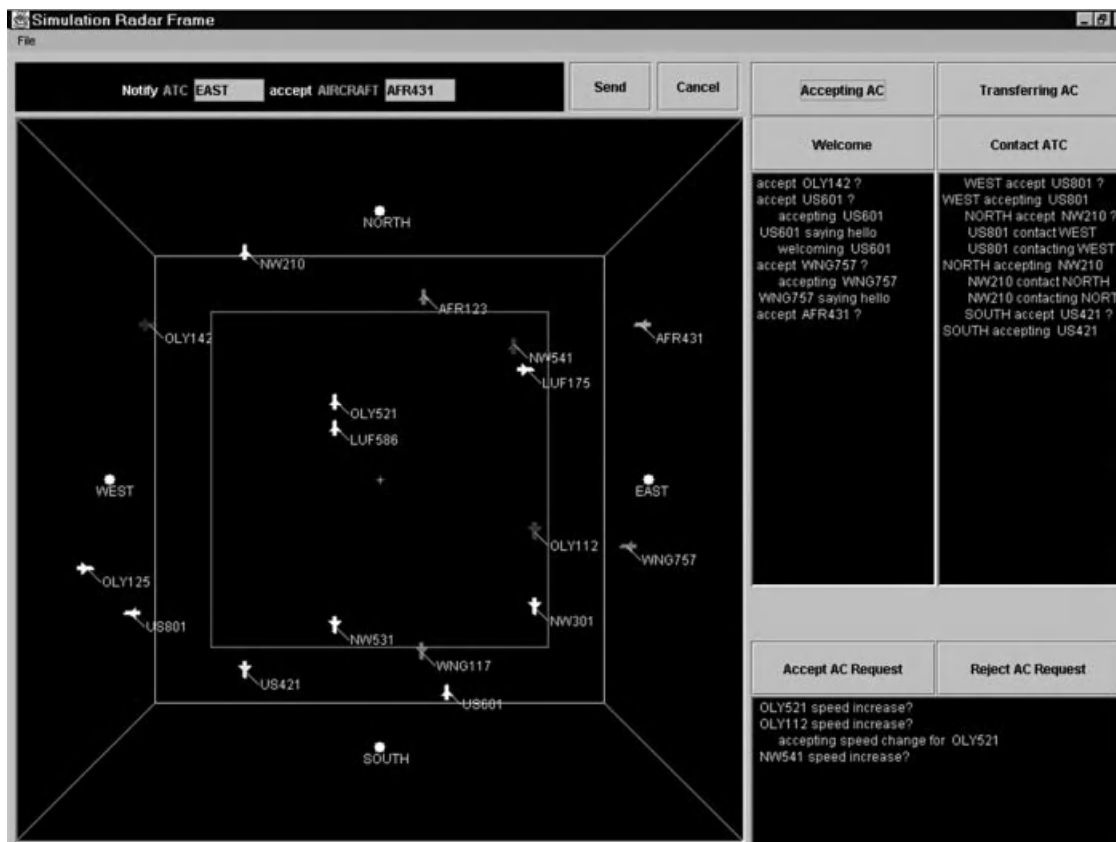 Simulation Radar Frame
File
Notify ATC EAST accept AIRCRAFT AFR431
Send
Cancel
Accepting AC
Transferring AC
Welcome
Contact ATC
accept OLY142 ?
accept US601 ?
accepting US601
US601 saying hello
welcoming US601
accept WNG757 ?
accepting WNG757
WNG757 saying hello
accept AFR431 ?
WEST accept US801 ?
WEST accepting US801
NORTH accept NW210 ?
US801 contact WEST
US801 contacting WEST
NORTH accepting NW210
NW210 contact NORTH
NW210 contacting NORT
SOUTH accept US421 ?
SOUTH accepting US421
NORTH
NW210
AFR123
OLY142
AFR431
NW541
LUF175
OLY521
LUF586
WEST
EAST
OLY112
WNG757
OLY125
US801
NW301
NW531
WNG117
US421
US601
SOUTH
Accept AC Request
Reject AC Request
OLY521 speed increase?
OLY112 speed increase?
accepting speed change for OLY521
NW541 speed increase?